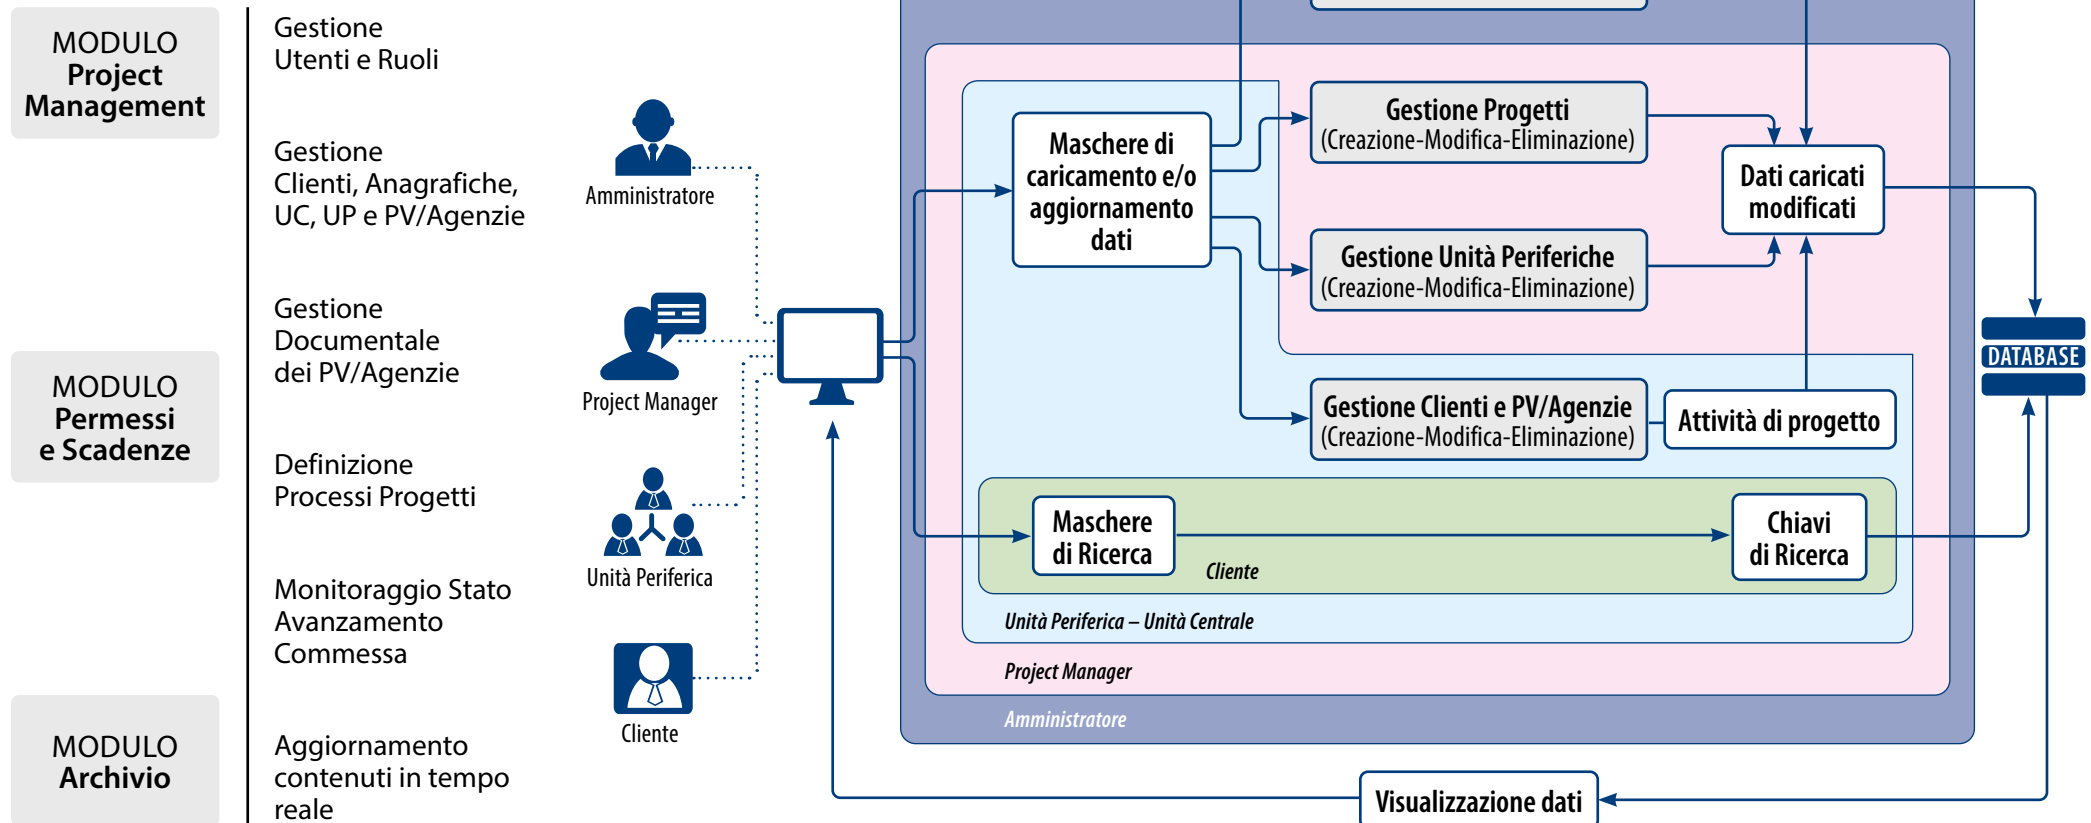 MODULO
Project
Management
MODULO
Permessi
e Scadenze
MODULO
Archivio
Gestione
Utenti e Ruoli
Gestione
Clienti, Anagrafiche,
UC, UP e PV/Agenzie
Gestione
Documentale
dei PV/Agenzie
Definizione
Processi Progetti
Monitoraggio Stato
Avanzamento
Commessa
Aggiornamento
contenuti in tempo
reale
Amministratore
Project Manager
Unità Periferica
Cliente
Maschere di
caricamento e/o
aggiornamento
dati
Gestione Progetti
(Creazione-Modifica-Eliminazione)
Gestione Unità Periferiche
(Creazione-Modifica-Eliminazione)
Dati caricati
modificati
Gestione Clienti e PV/Agenzie
(Creazione-Modifica-Eliminazione)
Attività di progetto
DATABASE
Maschere
di Ricerca
Chiavi
di Ricerca
Cliente
Unità Periferica – Unità Centrale
Project Manager
Amministratore
Visualizzazione dati